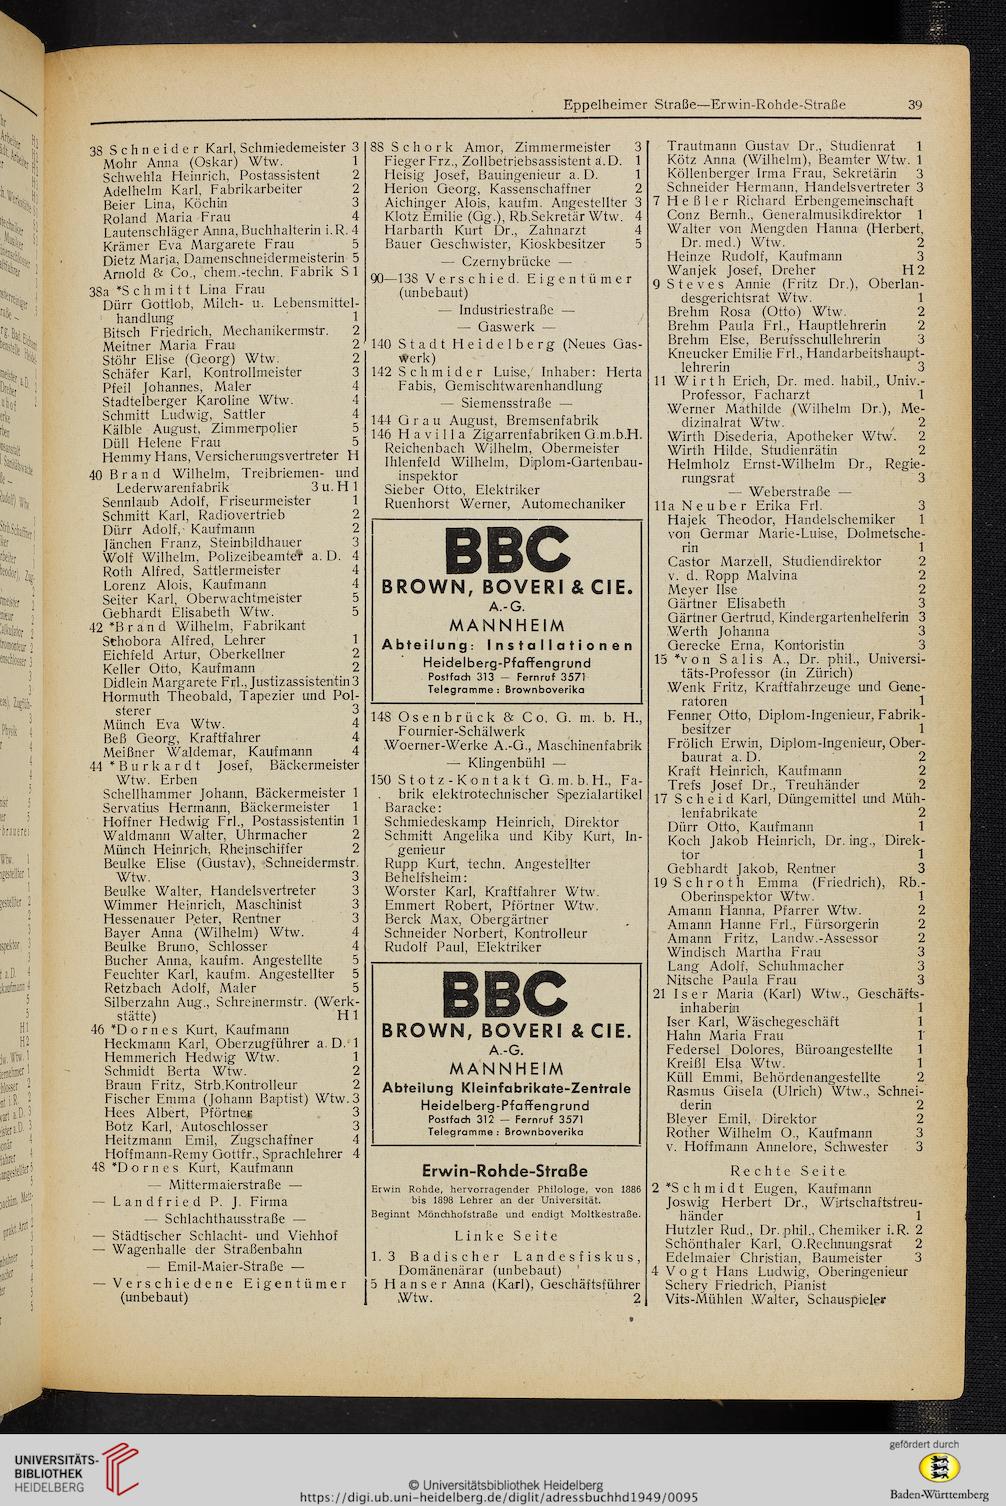 Eppelheimer Straße—Erwin-Rohde-Straße 39
38 Schneider Karl, Schmiedemeister 3
Mohr Anna (Oskar) Wtw. 1
Schwehla Heinrich, Postassistent 2
Adelhelm Karl, Fabrikarbeiter 2
Beier Lina, Köchin 3
Roland Maria Frau 4
Lautenschläger Anna, Buchhalterin i. R. 4
Krämer Eva Margarete Frau 5
Dietz Maria, Damenschneidermeisterin 5
Arnold & Co., chem.-techn. Fabrik S 1
38a *Schmitt Lina Frau
Dürr Gottlob, Milch- u. Lebensmittel-
handlung 1
Bitsch Friedrich, Mechanikermstr. 2
Meitner Maria Frau 2
Stöhr Elise (Georg) Wtw. 2
Schäfer Karl, Kontrollmeister 3
Pfeil Johannes, Maler 4
Stadtelberger Karoline Wtw. 4
Schmitt Ludwig, Sattler 4
Kälble August, Zimmerpolier 5
Düll Helene Frau 5
Hemmy Hans, Versicherungsvertreter H
40 Brand Wilhelm, Treibriemen- und
Lederwarenfabrik 3 u. H 1
Sennlaub Adolf, Friseurmeister 1
Schmitt Karl, Radiovertrieb 2
Dürr Adolf, Kaufmann 2
Jänchen Franz, Steinbildhauer 3
Wolf Wilhelm, Polizeibeamter a. D. 4
Roth Alfred, Sattlermeister 4
Lorenz Alois, Kaufmann 4
Seiter Karl, Oberwachtmeister 5
Gebhardt Elisabeth Wtw. 5
42 *Brand Wilhelm, Fabrikant
Schobora Alfred, Lehrer 1
Eichfeld Artur, Oberkellner 2
Keller Otto, Kaufmann 2
Didlein Margarete Frl., Justizassistentin 3
Hormuth Theobald, Tapezier und Pol-
sterer 3
Münch Eva Wtw. 4
Beß Georg, Kraftfahrer 4
Meißner Waldemar, Kaufmann 4
44 *Burkardt Josef, Bäckermeister
Wtw. Erben
Schellhammer Johann, Bäckermeister 1
Servatius Hermann, Bäckermeister 1
Hoffner Hedwig Frl., Postassistentin 1
Waldmann Walter, Uhrmacher 2
Münch Heinrich, Rheinschiffer 2
Beulke Elise (Gustav), Schneidermstr.
Wtw. 3
Beulke Walter, Handelsvertreter 3
Wimmer Heinrich, Maschinist 3
Hessenauer Peter, Rentner 3
Bayer Anna (Wilhelm) Wtw. 4
Beulke Bruno, Schlosser 4
Bucher Anna, kaufm. Angestellte 5
Feuchter Karl, kaufm. Angestellter 5
Retzbach Adolf, Maler 5
Silberzahn Aug., Schreinermstr. (Werk-
stätte) H 1
46 *Dornes Kurt, Kaufmann
Heckmann Karl, Oberzugführer a. D. 1
Hemmerich Hedwig Wtw. 1
Schmidt Berta Wtw. 2
Braun Fritz, Strb.Kontrolleur 2
Fischer Emma (Johann Baptist) Wtw. 3
Hees Albert, Pförtner 3
Botz Karl, Autoschlosser 3
Heitzmann Emil, Zugschaffner 4
Hoffmann-Remy Gottfr., Sprachlehrer 4
48 *Dornes Kurt, Kaufmann
— Mittermaierstraße —
— Landfried P. J. Firma
— Schlachthausstraße —
— Städtischer Schlacht- und Viehhof
— Wagenhalle der Straßenbahn
— Emil-Maier-Straße —
— Verschiedene Eigentümer
(unbebaut)
88 Schork Amor, Zimmermeister 3
Fieger Frz., Zollbetriebsassistent a. D. 1
Heisig Josef, Bauingenieur a. D. 1
Herion Georg, Kassenschaffner 2
Aichinger Alois, kaufm. Angestellter 3
Klotz Emilie (Gg.), Rb.Sekretär Wtw. 4
Harbarth Kurt Dr., Zahnarzt 4
Bauer Geschwister, Kioskbesitzer 5
— Czernybrücke —
90—138 Verschied. Eigentümer
(unbebaut)
— Industriestraße —
— Gaswerk —
140 Stadt Heidelberg (Neues Gas-
werk)
142 Schmider Luise, Inhaber: Herta
Fabis, Gemischtwarenhandlung
— Siemensstraße —
144 Grau August, Bremsenfabrik
146 Havilla Zigarrenfabriken G.m.b.H.
Reichenbach Wilhelm, Obermeister
Ihlenfeld Wilhelm, Diplom-Gartenbau-
inspektor
Sieber Otto, Elektriker
Ruenhorst Werner, Automechaniker
BBC
BROWN, BOVERI & CIE.
A.-G.
MANNHEIM
Abteilung: Installationen
Heidelberg-Pfaffengrund
Postfach 313 — Fernruf 3571
Telegramme: Brownboverika
148 Osenbrück & Co. G. m. b. H.,
Fournier-Schälwerk
Woerner-Werke A.-G., Maschinenfabrik
— Klingenbühl —
150 Stotz-Kontakt G. m. b. H., Fa-
brik elektrotechnischer Spezialartikel
Baracke:
Schmiedeskamp Heinrich, Direktor
Schmitt Angelika und Kiby Kurt, In-
genieur
Rupp Kurt, techn. Angestellter
Behelfsheim:
Worster Karl, Kraftfahrer Wtw.
Emmert Robert, Pförtner Wtw.
Berck Max, Obergärtner
Schneider Norbert, Kontrolleur
Rudolf Paul, Elektriker
BBC
BROWN, BOVERI & CIE.
A.-G.
MANNHEIM
Abteilung Kleinfabrikate-Zentrale
Heidelberg-Pfaffengrund
Postfach 312 — Fernruf 3571
Telegramme: Brownboverika
Erwin-Rohde-Straße
Erwin Rohde, hervorragender Philologe, von 1886
bis 1898 Lehrer an der Universität.
Beginnt Mönchhofstraße und endigt Moltkestraße.
Linke Seite
1. 3 Badischer Landesfiskus,
Domänenärar (unbebaut)
5 Hanser Anna (Karl), Geschäftsführer
Wtw. 2
Trautmann Gustav Dr., Studienrat 1
Kötz Anna (Wilhelm), Beamter Wtw. 1
Köllenberger Irma Frau, Sekretärin 3
Schneider Hermann, Handelsvertreter 3
7 Heßler Richard Erbengemeinschaft
Conz Bernh., Generalmusikdirektor 1
Walter von Mengden Hanna (Herbert,
Dr. med.) Wtw. 2
Heinze Rudolf, Kaufmann 3
Wanjek Josef, Dreher H 2
9 Steves Annie (Fritz Dr.), Oberlan-
desgerichtsrat Wtw. 1
Brehm Rosa (Otto) Wtw. 2
Brehm Paula Frl., Hauptlehrerin 2
Brehm Else, Berufsschullehrerin 3
Kneucker Emilie Frl., Handarbeitshaupt-
lehrerin 3
11 Wirth Erich, Dr. med. habil., Univ.-
Professor, Facharzt 1
Werner Mathilde (Wilhelm Dr.), Me-
dizinalrat Wtw. 2
Wirth Disederia, Apotheker Wtw. 2
Wirth Hilde, Studienrätin 2
Helmholz Ernst-Wilhelm Dr., Regie-
rungsrat 3
— Weberstraße —
11a Neuber Erika Frl. 3
Hajek Theodor, Handelschemiker 1
von Germar Marie-Luise, Dolmetsche-
rin 1
Castor Marzell, Studiendirektor 2
v. d. Ropp Malvina 2
Meyer Ilse 2
Gärtner Elisabeth 3
Gärtner Gertrud, Kindergartenhelferin 3
Werth Johanna 3
Gerecke Erna, Kontoristin 3
15 *von Salis A., Dr. phil., Universi-
täts-Professor (in Zürich)
Wenk Fritz, Kraftfahrzeuge und Gene-
ratoren 1
Fenner Otto, Diplom-Ingenieur, Fabrik-
besitzer 1
Frölich Erwin, Diplom-Ingenieur, Ober-
baurat a. D. 2
Kraft Heinrich, Kaufmann 2
Trefs Josef Dr., Treuhänder 2
17 Scheid Karl, Düngemittel und Müh-
lenfabrikate 2
Dürr Otto, Kaufmann 1
Koch Jakob Heinrich, Dr. ing., Direk-
tor 1
Gebhardt Jakob, Rentner 3
19 Schroth Emma (Friedrich), Rb.-
Oberinspektor Wtw. 1
Amann Hanna, Pfarrer Wtw. 2
Amann Hanne Frl., Fürsorgerin 2
Amann Fritz, Landw.-Assessor 2
Windisch Martha Frau 3
Lang Adolf, Schuhmacher 3
Nitsche Paula Frau 3
21 Iser Maria (Karl) Wtw., Geschäfts-
inhaberin 1
Iser Karl, Wäschegeschäft 1
Hahn Maria Frau 1
Federsel Dolores, Büroangestellte 1
Kreißl Elsa Wtw. 1
Küll Emmi, Behördenangestellte 2
Rasmus Gisela (Ulrich) Wtw., Schnei-
derin 2
Bleyer Emil, Direktor 2
Rother Wilhelm O., Kaufmann 3
v. Hoffmann Annelore, Schwester 3
Rechte Seite
2 *Schmidt Eugen, Kaufmann
Joswig Herbert Dr., Wirtschaftstreu-
händer 1
Hutzler Rud., Dr. phil., Chemiker i. R. 2
Schönthaler Karl, O.Rechnungsrat 2
Edelmaier Christian, Baumeister 3
4 Vogt Hans Ludwig, Oberingenieur
Schery Friedrich, Pianist
Vits-Mühlen Walter, Schauspieler
UNIVERSITÄTS-
BIBLIOTHEK
HEIDELBERG
© Universitätsbibliothek Heidelberg
https://digi.ub.uni-heidelberg.de/diglit/adressbuchhd1949/0095
gefördert durch
Baden-Württemberg